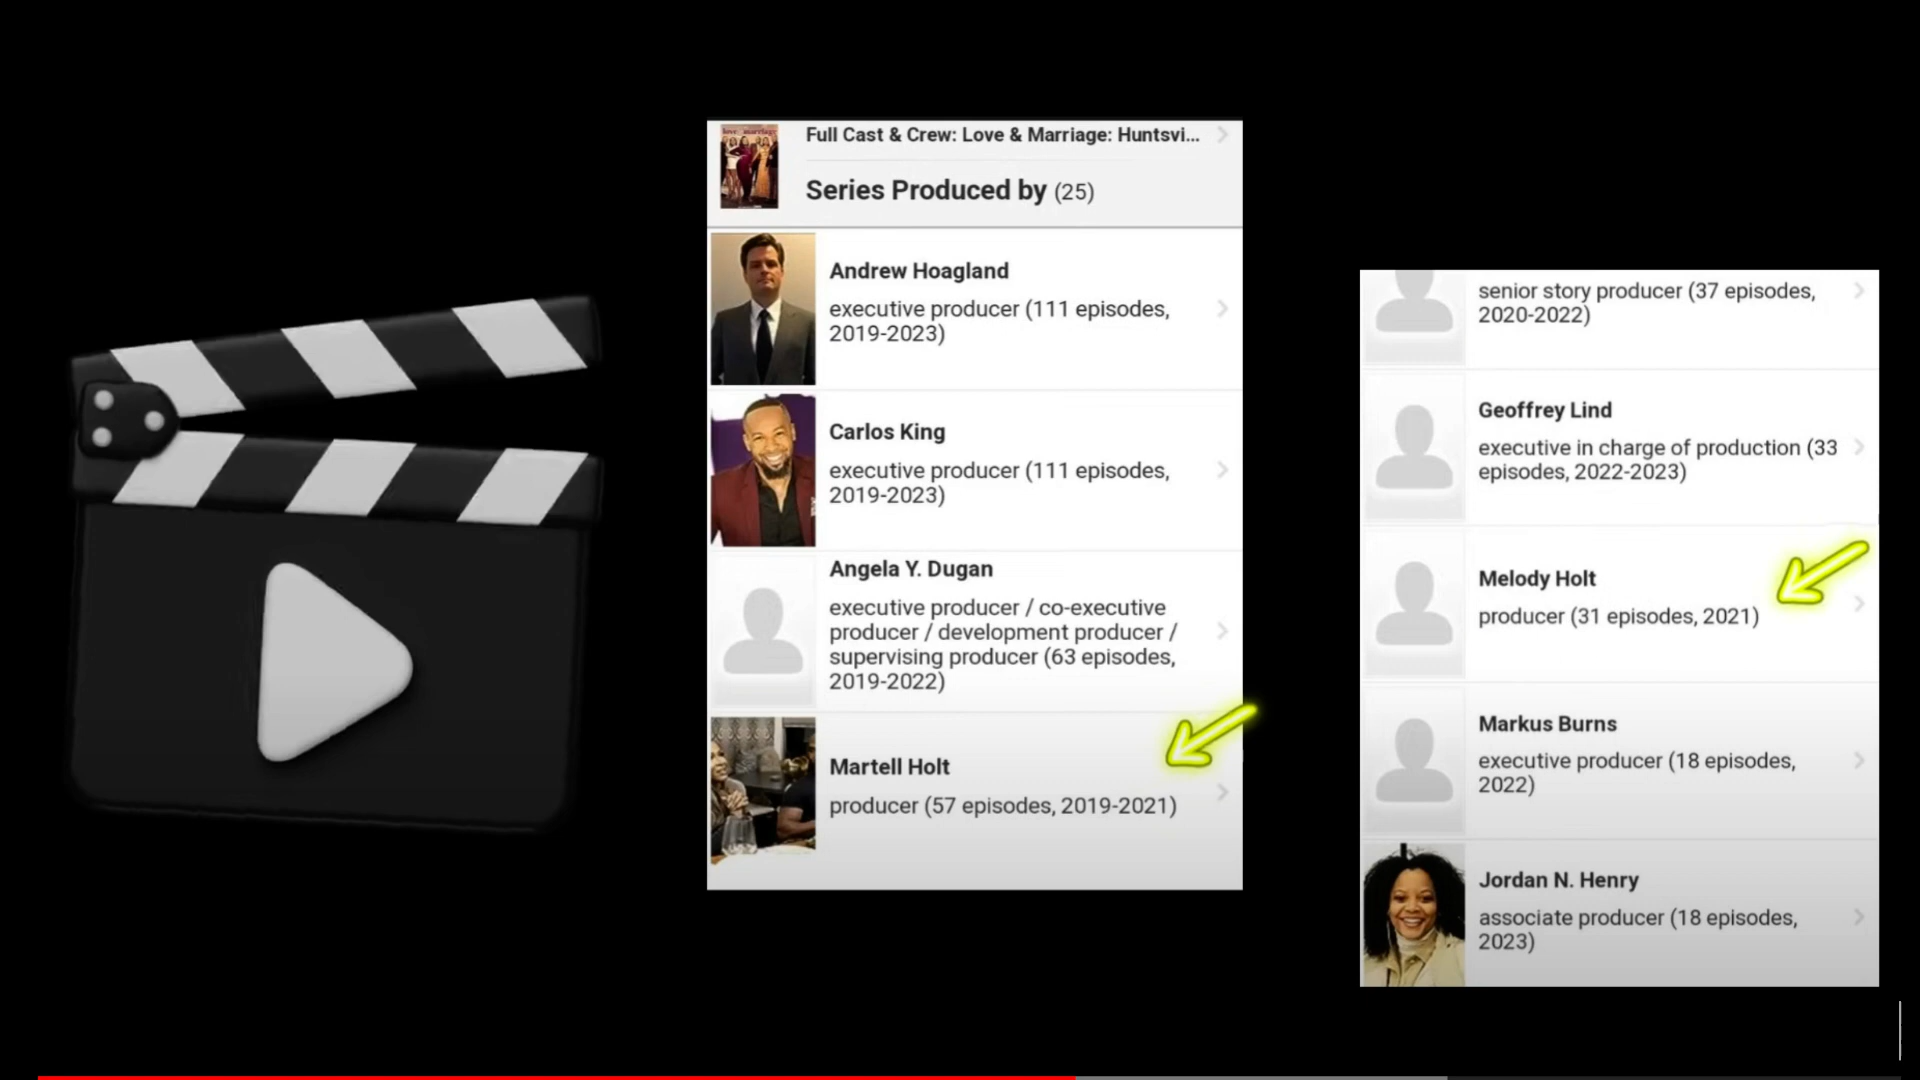 Full Cast & Crew: Love & Marriage: Huntsvi...
Series Produced by (25)
Andrew Hoagland
executive producer (111 episodes,
2019-2023)
Carlos King
executive producer (111 episodes,
2019-2023)
Angela Y. Dugan
executive producer / co-executive
producer / development producer /
supervising producer (63 episodes,
2019-2022)
Martell Holt
producer (57 episodes, 2019-2021)
senior story producer (37 episodes,
2020-2022)
Geoffrey Lind
executive in charge of production (33
episodes, 2022-2023)
Melody Holt
producer (31 episodes, 2021)
Markus Burns
executive producer (18 episodes,
2022)
Jordan N. Henry
associate producer (18 episodes,
2023)